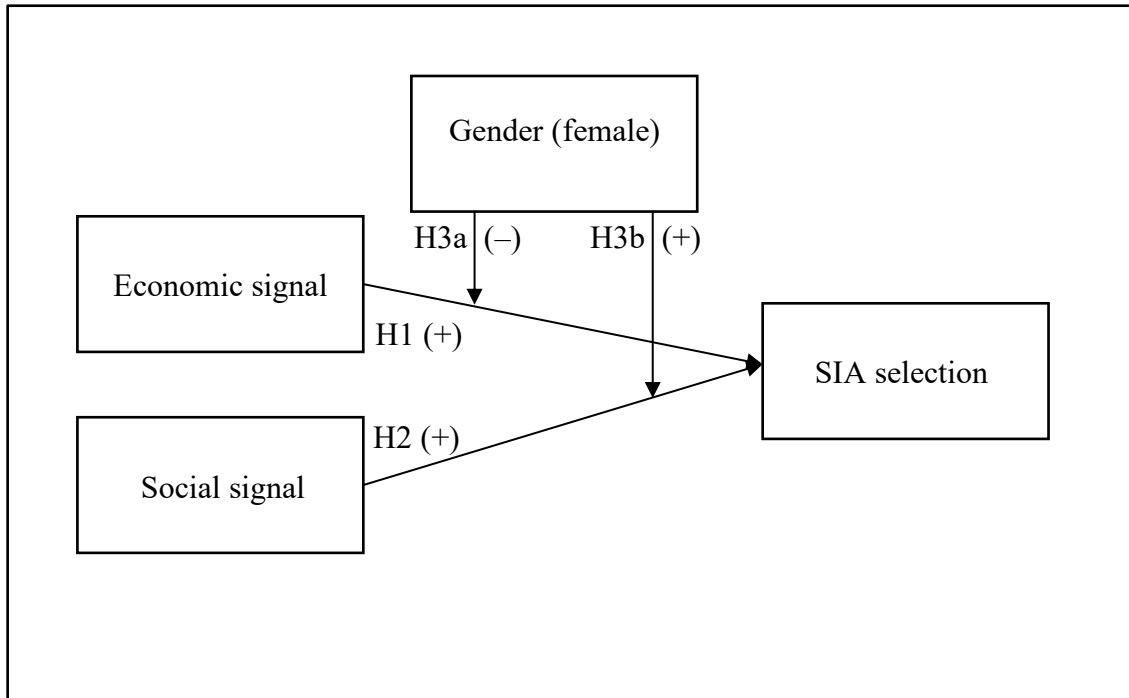 Gender (female)
H3a (–)
H3b (+)
Economic signal
H1 (+)
SIA selection
H2 (+)
Social signal